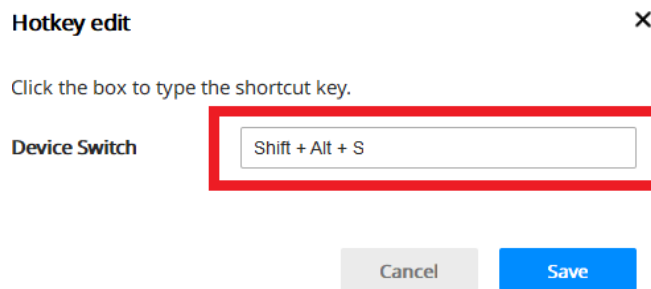 Hotkey edit
Click the box to type the shortcut key.
Device Switch Shift + Alt + S
Cancel Save